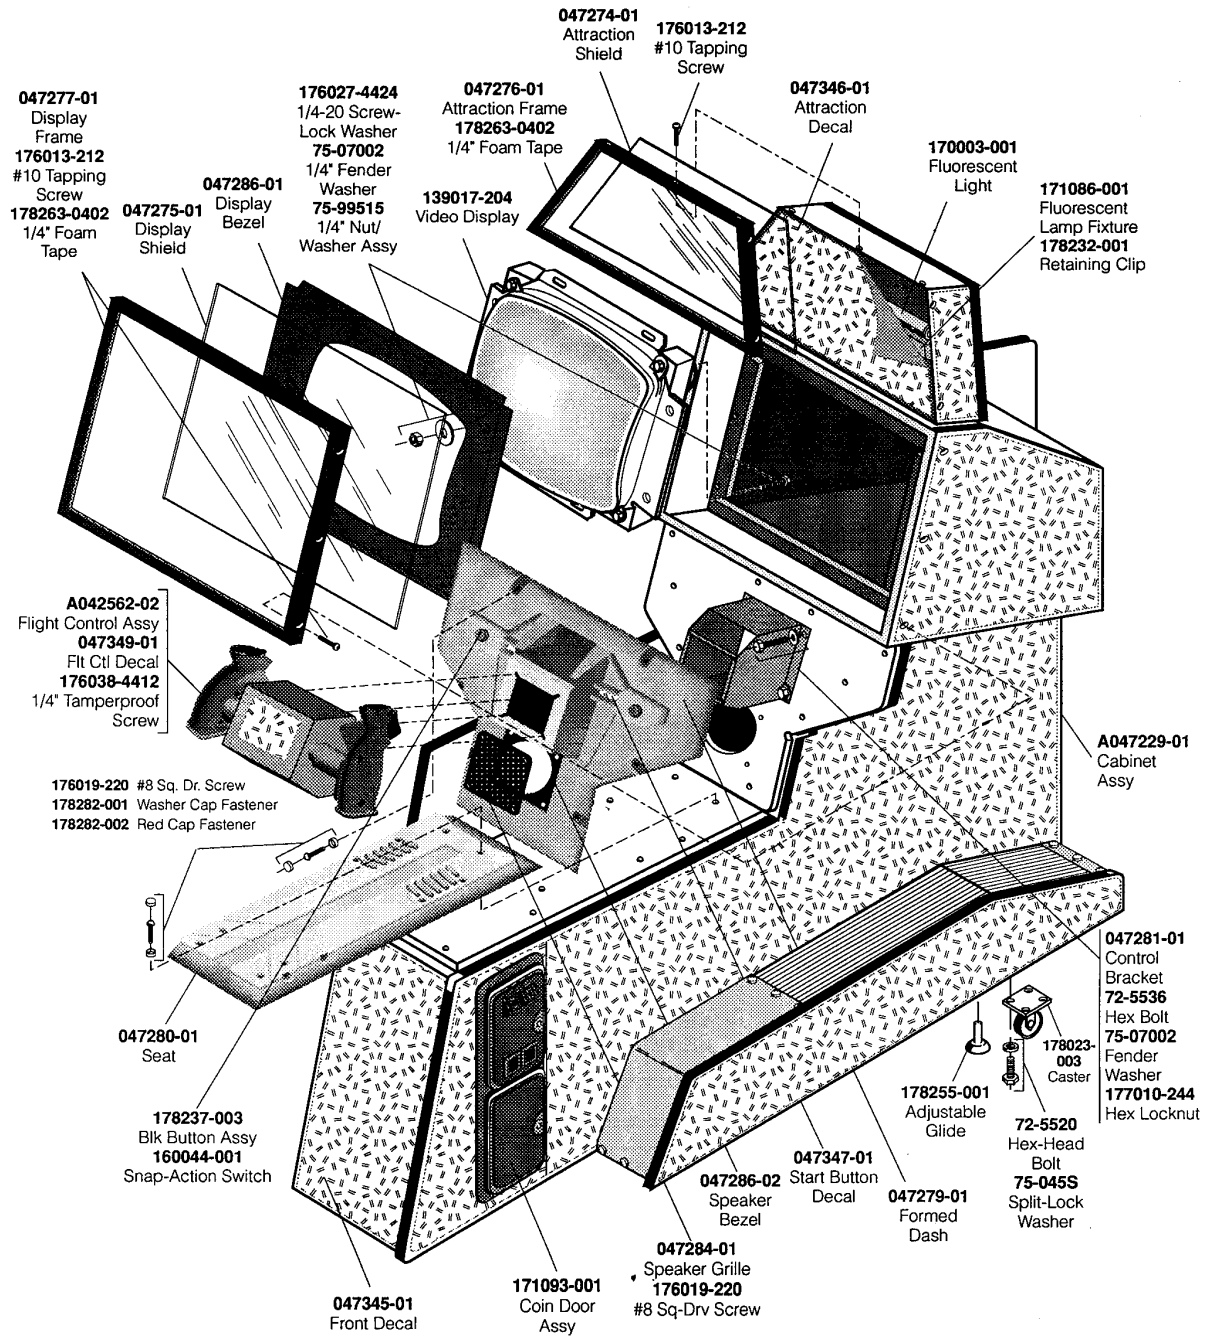 047274-01
Attraction
Shield
176013-212
#10 Tapping
Screw
047277-01
Display
Frame
176013-212
#10 Tapping
Screw
178263-0402
1/4" Foam
Tape
047275-01
Display
Shield
047286-01
Display
Bezel
176027-4424
1/4-20 Screw-
Lock Washer
75-07002
1/4" Fender
Washer
75-99515
1/4" Nut/
Washer Assy
047276-01
Attraction Frame
178263-0402
1/4" Foam Tape
139017-204
Video Display
047346-01
Attraction
Decal
170003-001
Fluorescent
Light
171086-001
Fluorescent
Lamp Fixture
178232-001
Retaining Clip
A042562-02
Flight Control Assy
047349-01
Flt Ctl Decal
176038-4412
1/4" Tamperproof
Screw
176019-220 #8 Sq. Dr. Screw
178282-001 Washer Cap Fastener
178282-002 Red Cap Fastener
A047229-01
Cabinet
Assy
047280-01
Seat
178237-003
Blk Button Assy
160044-001
Snap-Action Switch
047345-01
Front Decal
171093-001
Coin Door
Assy
047284-01
Speaker Grille
176019-220
#8 Sq-Drv Screw
047286-02
Speaker
Bezel
047347-01
Start Button
Decal
047279-01
Formed
Dash
178255-001
Adjustable
Glide
178023-
003
Caster
72-5520
Hex-Head
Bolt
75-045S
Split-Lock
Washer
047281-01
Control
Bracket
72-5536
Hex Bolt
75-07002
Fender
Washer
177010-244
Hex Locknut